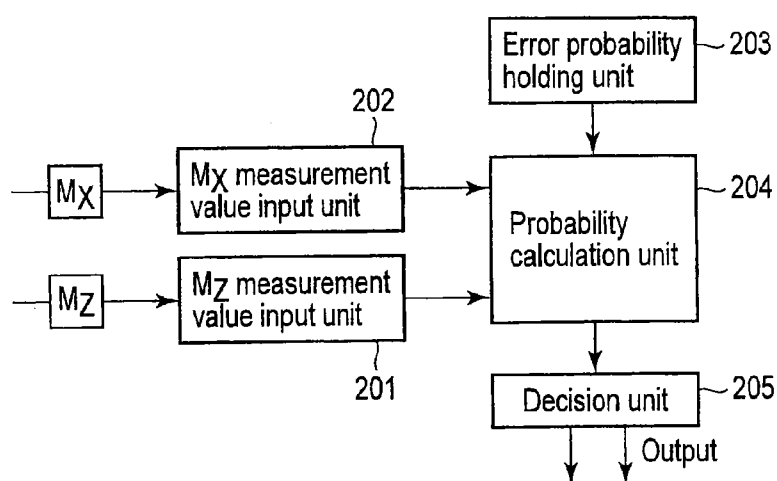 Error probability
holding unit
203
202
MX
MX measurement
value input unit
Probability
calculation unit
204
MZ
MZ measurement
value input unit
201
Decision unit
205
Output